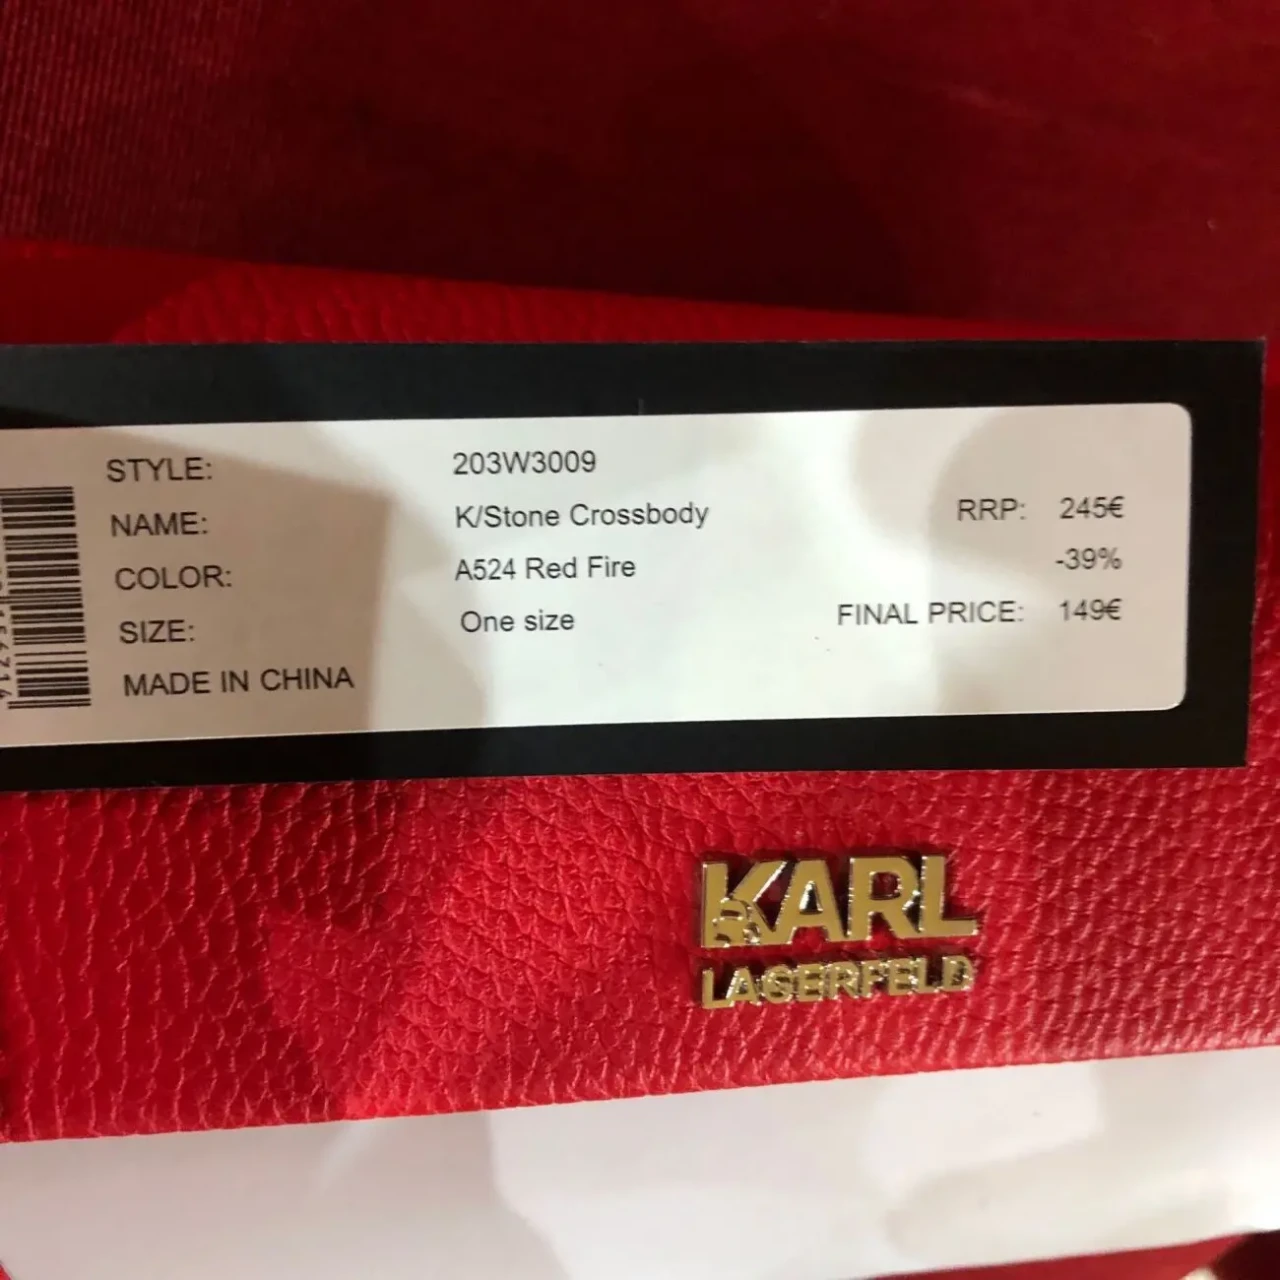 STYLE: 203W3009
NAME: K/Stone Crossbody RRP: 245€
COLOR: A524 Red Fire -39%
SIZE: One size FINAL PRICE: 149€
MADE IN CHINA
KARL
LAGERFELD